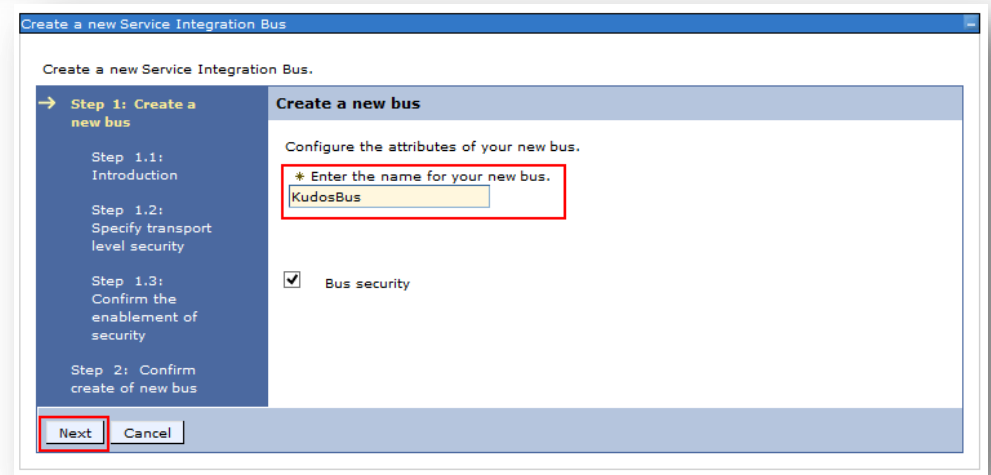 Create a new Service Integration Bus
Create a new Service Integration Bus.
Step 1: Create a
new bus
Step 1.1:
Introduction
Step 1.2:
Specify transport
level security
Step 1.3:
Confirm the
enablement of
security
Step 2: Confirm
create of new bus
Create a new bus
Configure the attributes of your new bus.
* Enter the name for your new bus.
KudosBus
Bus security
Next
Cancel